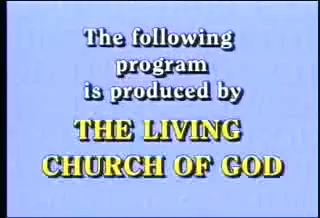 The following
program
is produced by
THE LIVING
CHURCH OF GOD